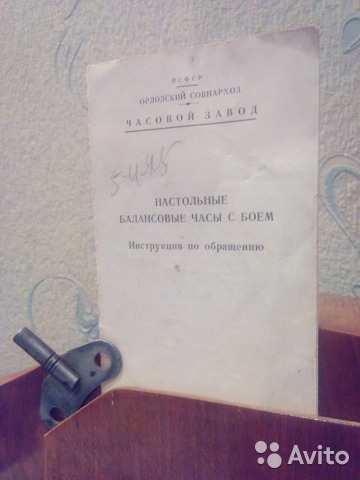 РСФСР
ОРЛОВСКИЙ СОВНАРХОЗ
ЧАСОВОЙ ЗАВОД
НАСТОЛЬНЫЕ
БАЛАНСОВЫЕ ЧАСЫ С БОЕМ
Инструкция по обращению
Avito